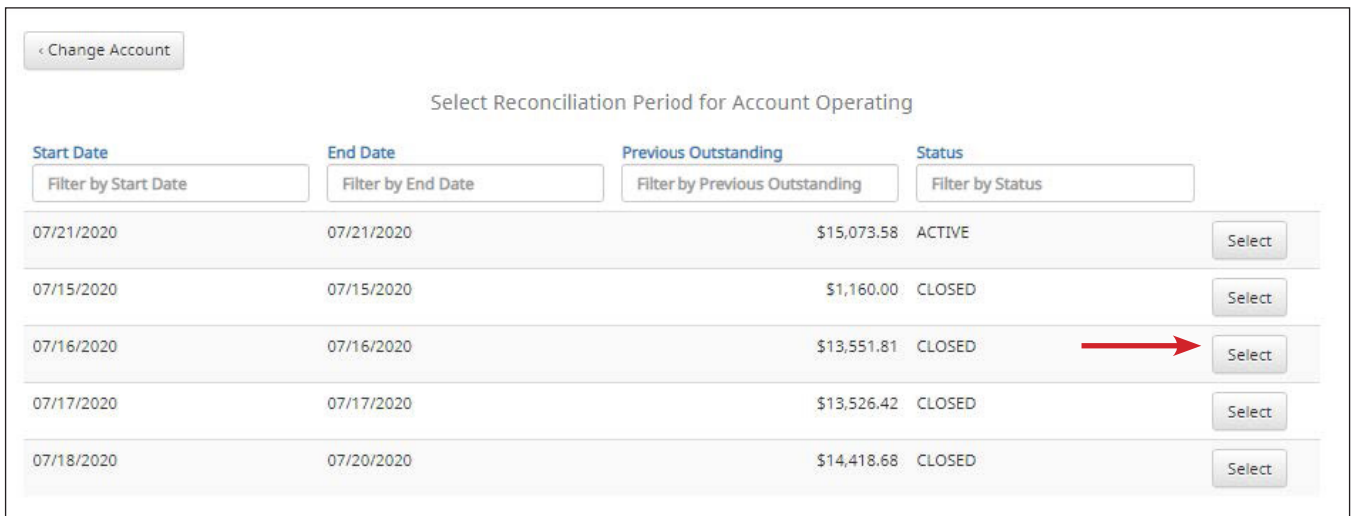 ‹ Change Account
Select Reconciliation Period for Account Operating
Start Date End Date Previous Outstanding Status
Filter by Start Date Filter by End Date Filter by Previous Outstanding Filter by Status
07/21/2020 07/21/2020 $15,073.58 ACTIVE Select
07/15/2020 07/15/2020 $1,160.00 CLOSED Select
07/16/2020 07/16/2020 $13,551.81 CLOSED Select
07/17/2020 07/17/2020 $13,526.42 CLOSED Select
07/18/2020 07/20/2020 $14,418.68 CLOSED Select